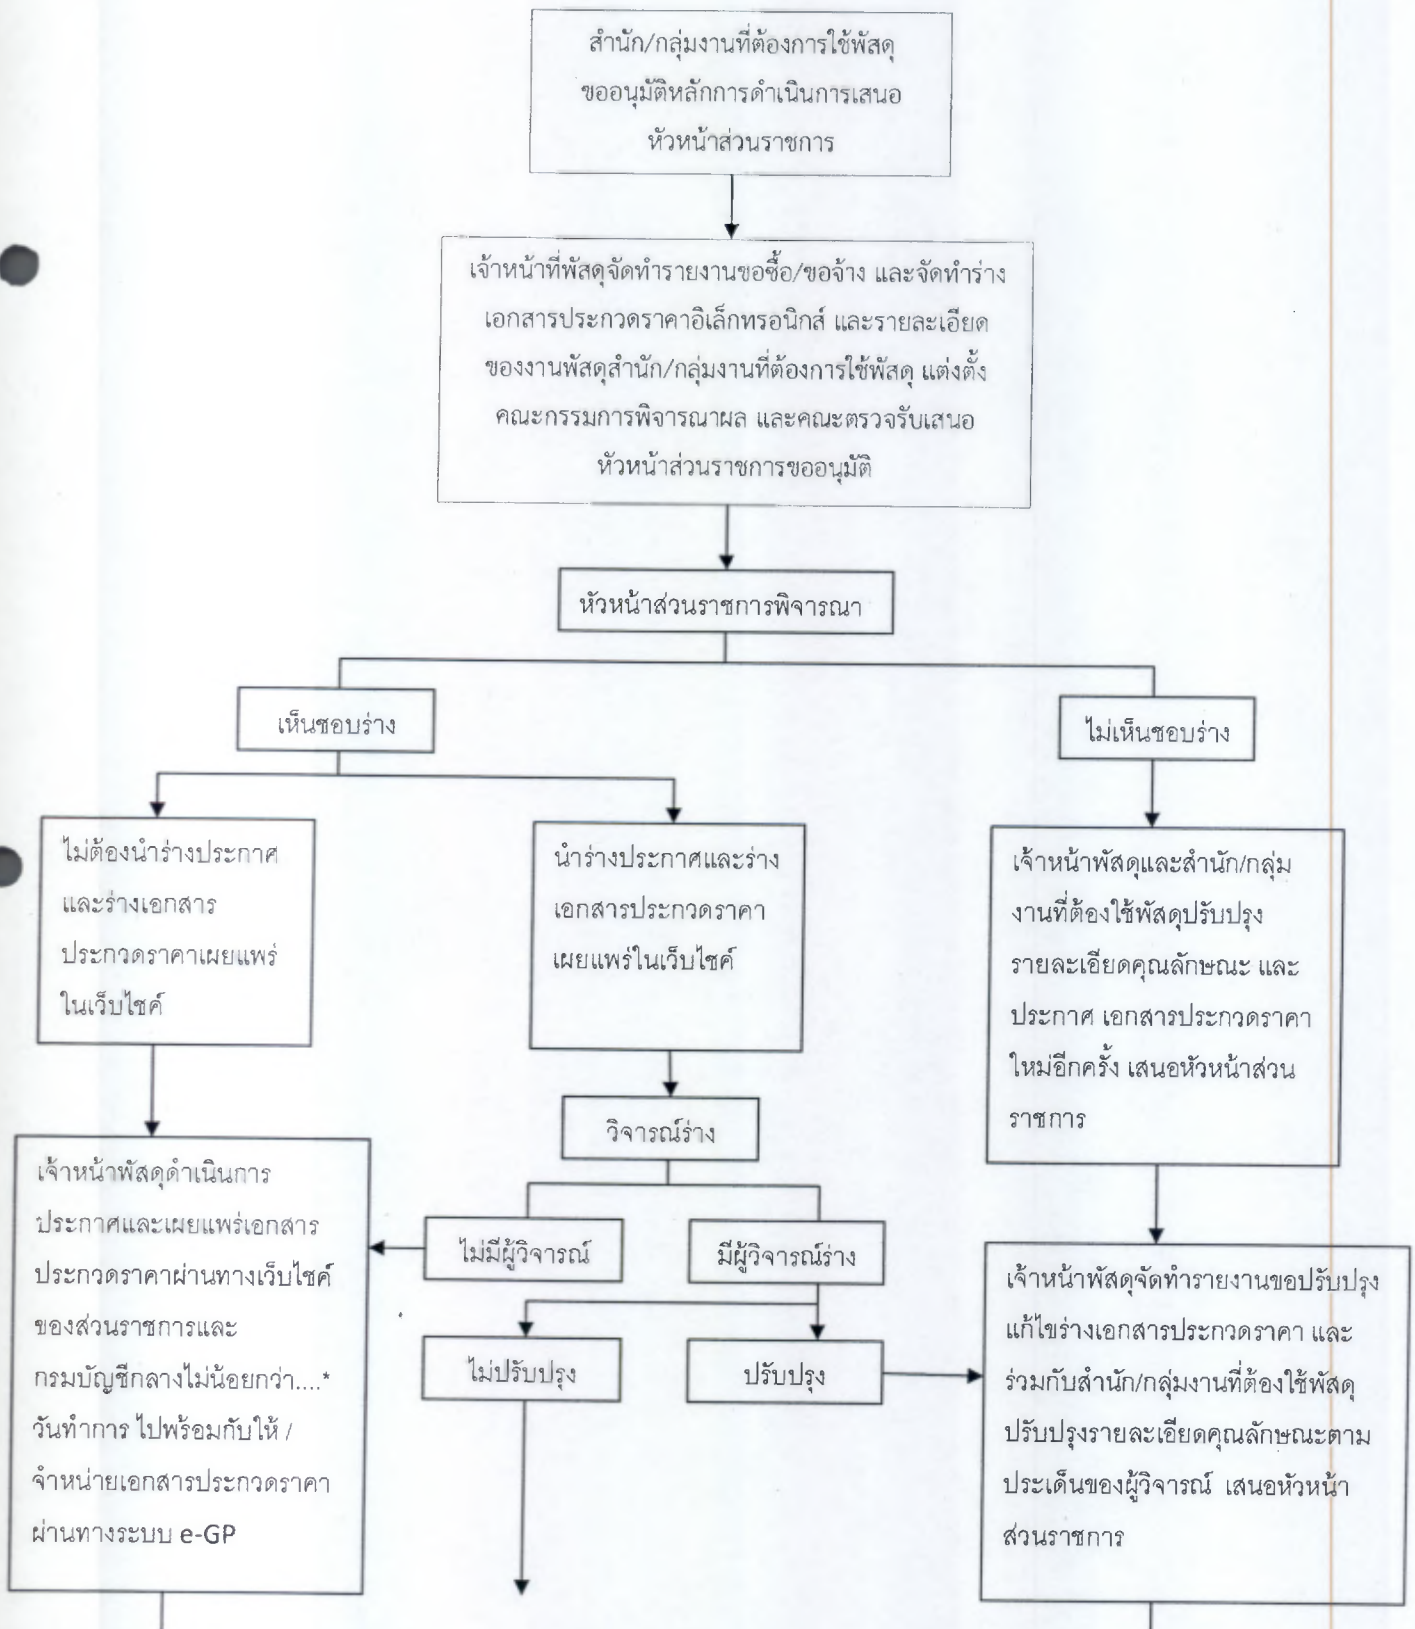 สำนัก/กลุ่มงานที่ต้องการใช้พัสดุ
ขออนุมัติหลักการดำเนินการเสนอ
หัวหน้าส่วนราชการ
เจ้าหน้าที่พัสดุจัดทำรายงานขอซื้อ/ขอจ้าง และจัดทำร่าง
เอกสารประกวดราคาอิเล็กทรอนิกส์ และรายละเอียด
ของงานพัสดุสำนัก/กลุ่มงานที่ต้องการใช้พัสดุ แต่งตั้ง
คณะกรรมการพิจารณาผล และคณะตรวจรับเสนอ
หัวหน้าส่วนราชการขออนุมัติ
หัวหน้าส่วนราชการพิจารณา
เห็นชอบร่าง
ไม่เห็นชอบร่าง
ไม่ต้องนำร่างประกาศ
และร่างเอกสาร
ประกวดราคาเผยแพร่
ในเว็บไซค์
นำร่างประกาศและร่าง
เอกสารประกวดราคา
เผยแพร่ในเว็บไซค์
เจ้าหน้าพัสดุและสำนัก/กลุ่ม
งานที่ต้องใช้พัสดุปรับปรุง
รายละเอียดคุณลักษณะ และ
ประกาศ เอกสารประกวดราคา
ใหม่อีกครั้ง เสนอหัวหน้าส่วน
ราชการ
วิจารณ์ร่าง
เจ้าหน้าพัสดุดำเนินการ
ประกาศและเผยแพร่เอกสาร
ประกวดราคาผ่านทางเว็บไซค์
ของส่วนราชการและ
กรมบัญชีกลางไม่น้อยกว่า....*
วันทำการ ไปพร้อมกับให้ /
จำหน่ายเอกสารประกวดราคา
ผ่านทางระบบ e-GP
ไม่มีผู้วิจารณ์
มีผู้วิจารณ์ร่าง
ไม่ปรับปรุง
ปรับปรุง
เจ้าหน้าพัสดุจัดทำรายงานขอปรับปรุง
แก้ไขร่างเอกสารประกวดราคา และ
ร่วมกับสำนัก/กลุ่มงานที่ต้องใช้พัสดุ
ปรับปรุงรายละเอียดคุณลักษณะตาม
ประเด็นของผู้วิจารณ์ เสนอหัวหน้า
ส่วนราชการ